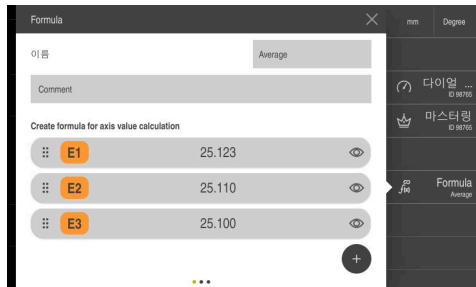 Formula
mm
Degree
이름
Average
Comment
Create formula for axis value calculation
E1
25.123
E2
25.110
E3
25.100
다이얼 ...
ID 98765
마스터링
ID 98765
f(x)
Formula
Average